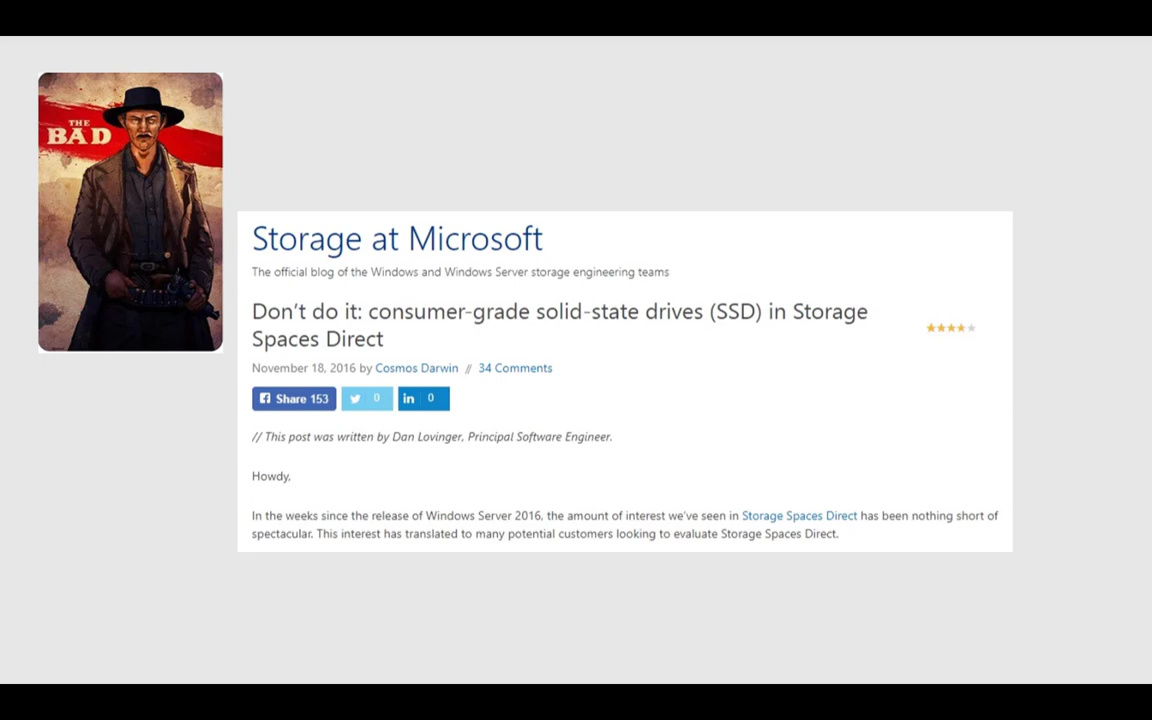 THE
BAD
Storage at Microsoft
The official blog of the Windows and Windows Server storage engineering teams
Don't do it: consumer-grade solid-state drives (SSD) in Storage
Spaces Direct
November 18, 2016 by Cosmos Darwin // 34 Comments
Share 153 0 in 0
// This post was written by Dan Lovinger, Principal Software Engineer.
Howdy,
In the weeks since the release of Windows Server 2016, the amount of interest we've seen in Storage Spaces Direct has been nothing short of
spectacular. This interest has translated to many potential customers looking to evaluate Storage Spaces Direct.